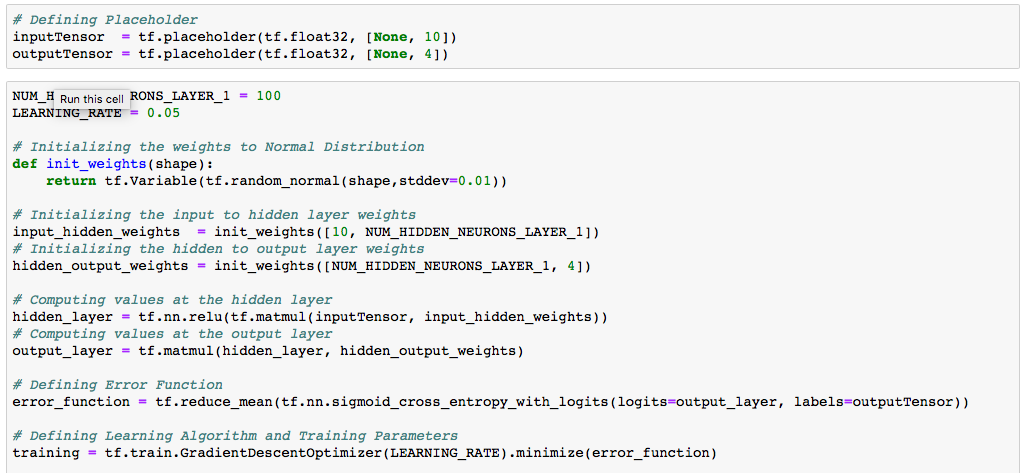 # Defining Placeholder
inputTensor  = tf.placeholder(tf.float32, [None, 10])
outputTensor = tf.placeholder(tf.float32, [None, 4])
NUM_H Run this cell RONS_LAYER_1 = 100
LEARNING_RATE = 0.05
# Initializing the weights to Normal Distribution
def init_weights(shape):
    return tf.Variable(tf.random_normal(shape,stddev=0.01))
# Initializing the input to hidden layer weights
input_hidden_weights  = init_weights([10, NUM_HIDDEN_NEURONS_LAYER_1])
# Initializing the hidden to output layer weights
hidden_output_weights = init_weights([NUM_HIDDEN_NEURONS_LAYER_1, 4])
# Computing values at the hidden layer
hidden_layer = tf.nn.relu(tf.matmul(inputTensor, input_hidden_weights))
# Computing values at the output layer
output_layer = tf.matmul(hidden_layer, hidden_output_weights)
# Defining Error Function
error_function = tf.reduce_mean(tf.nn.sigmoid_cross_entropy_with_logits(logits=output_layer, labels=outputTensor))
# Defining Learning Algorithm and Training Parameters
training = tf.train.GradientDescentOptimizer(LEARNING_RATE).minimize(error_function)